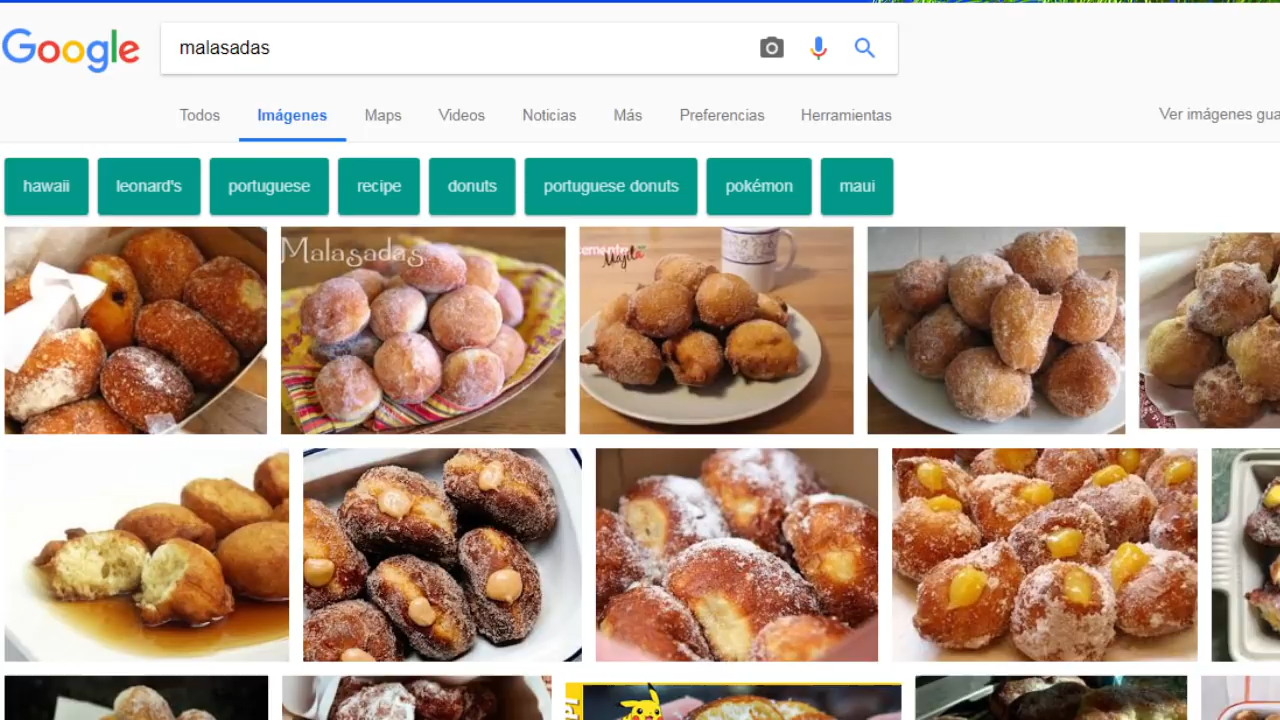 Google
malasadas
Todos
Imágenes
Maps
Videos
Noticias
Más
Preferencias
Herramientas
Ver imágenes gua
hawaii
leonard's
portuguese
recipe
donuts
portuguese donuts
pokémon
maui
Malasadas
Majita